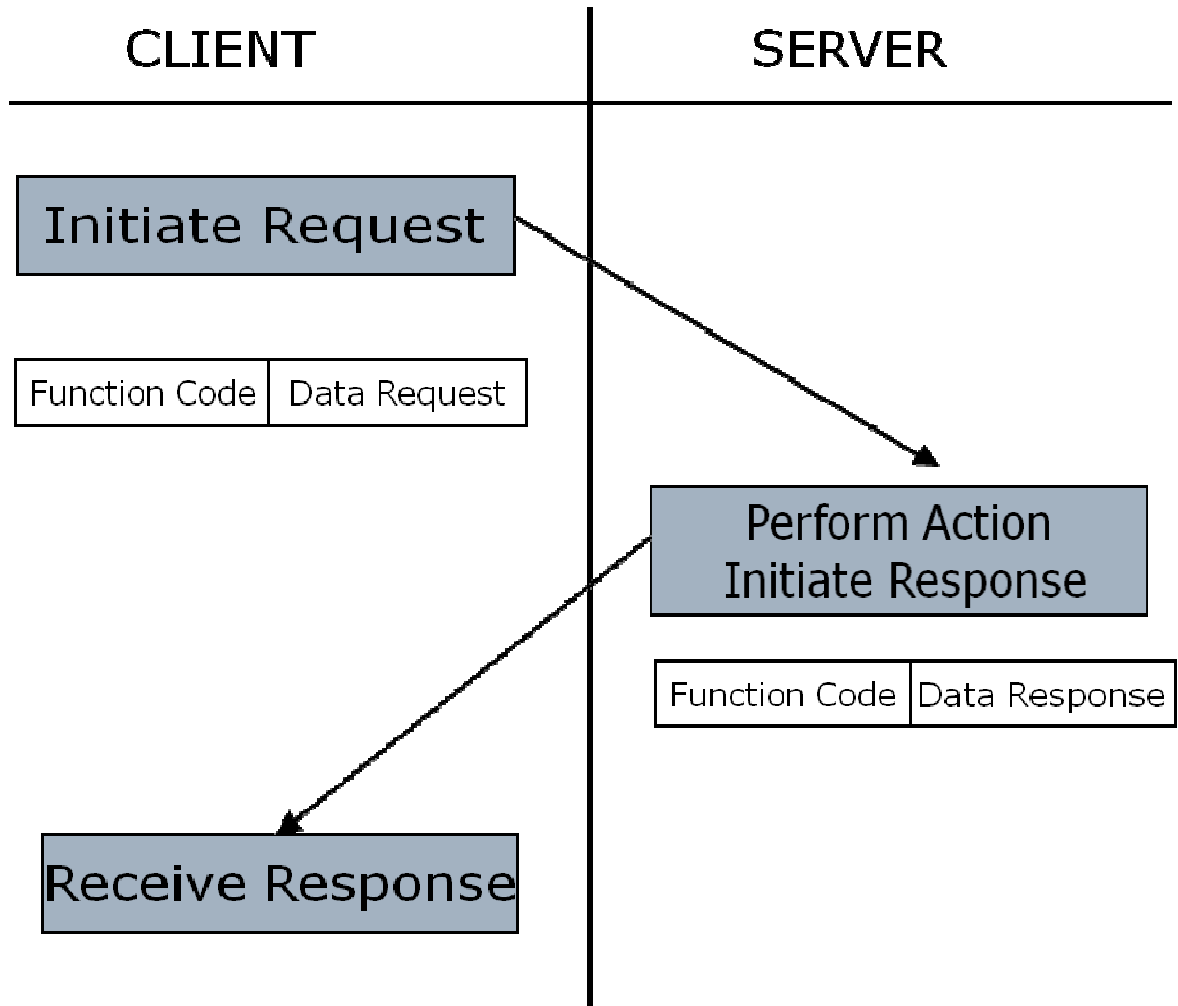 CLIENT
SERVER
Initiate Request
Function Code
Data Request
Perform Action
Initiate Response
Function Code
Data Response
Receive Response